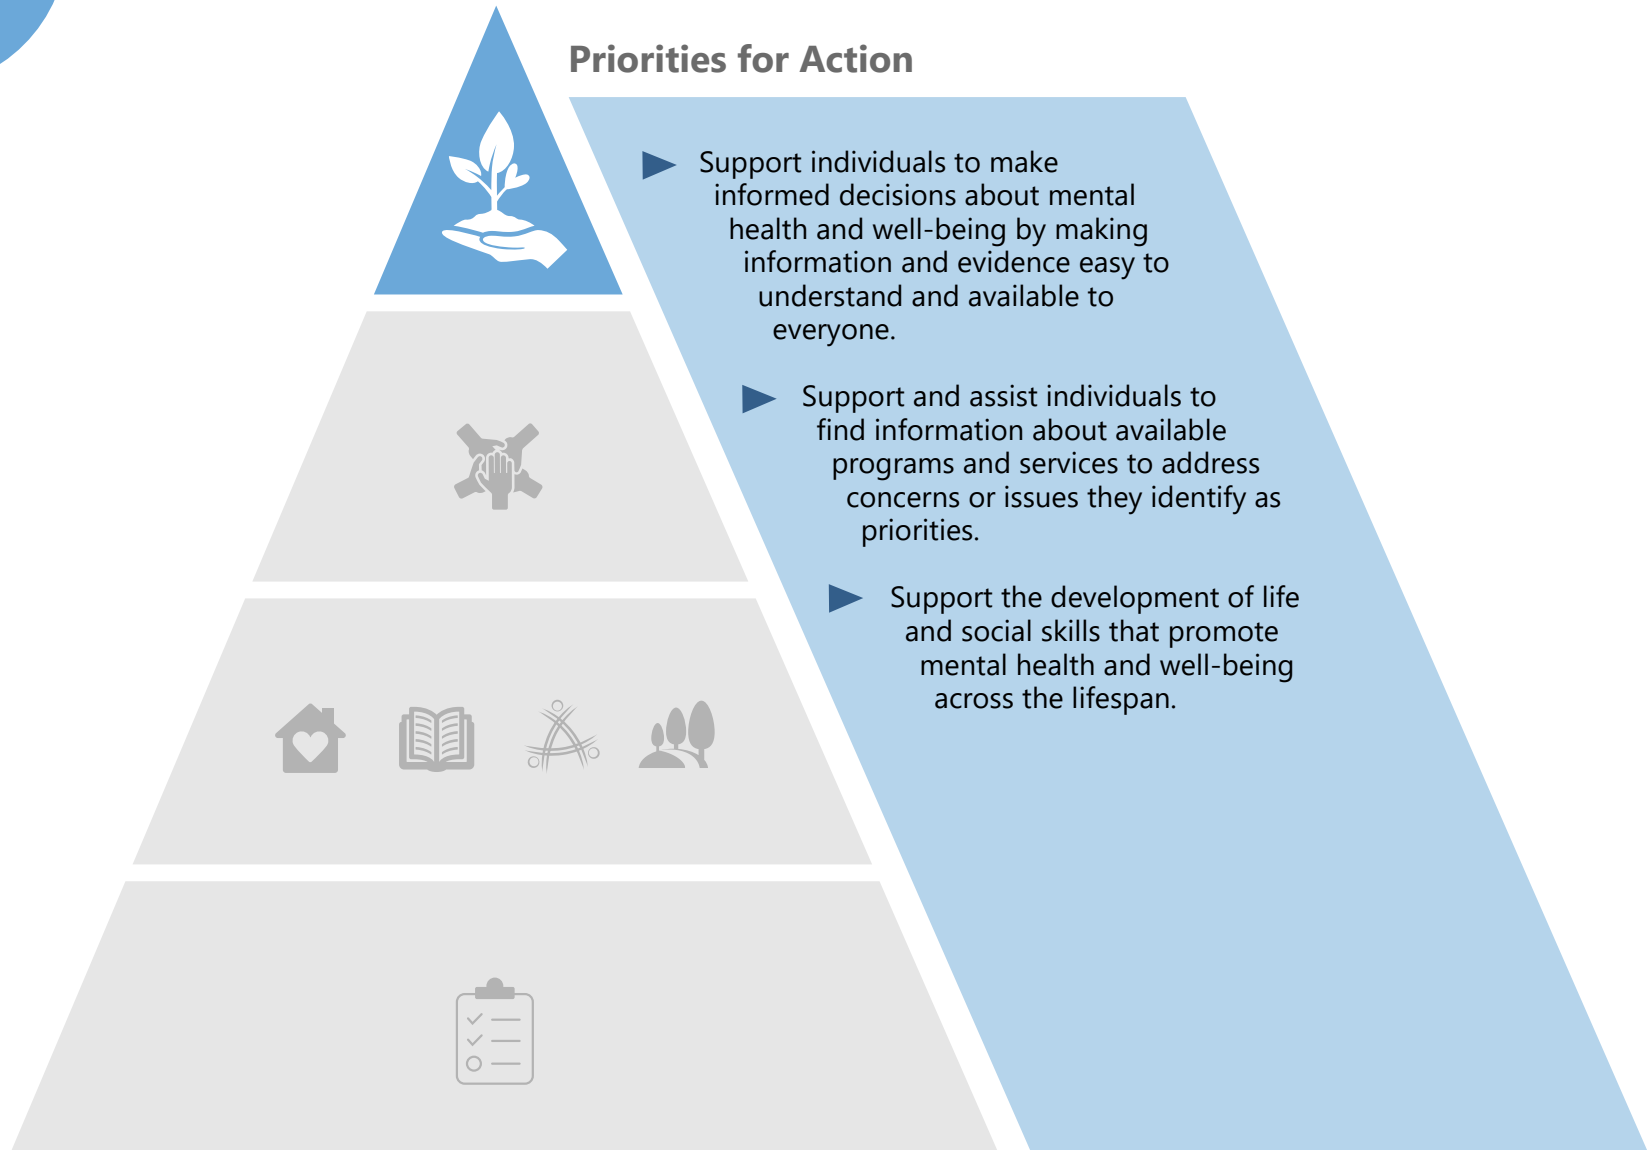 Priorities for Action
Support individuals to make
informed decisions about mental
health and well-being by making
information and evidence easy to
understand and available to
everyone.
Support and assist individuals to
find information about available
programs and services to address
concerns or issues they identify as
priorities.
Support the development of life
and social skills that promote
mental health and well-being
across the lifespan.